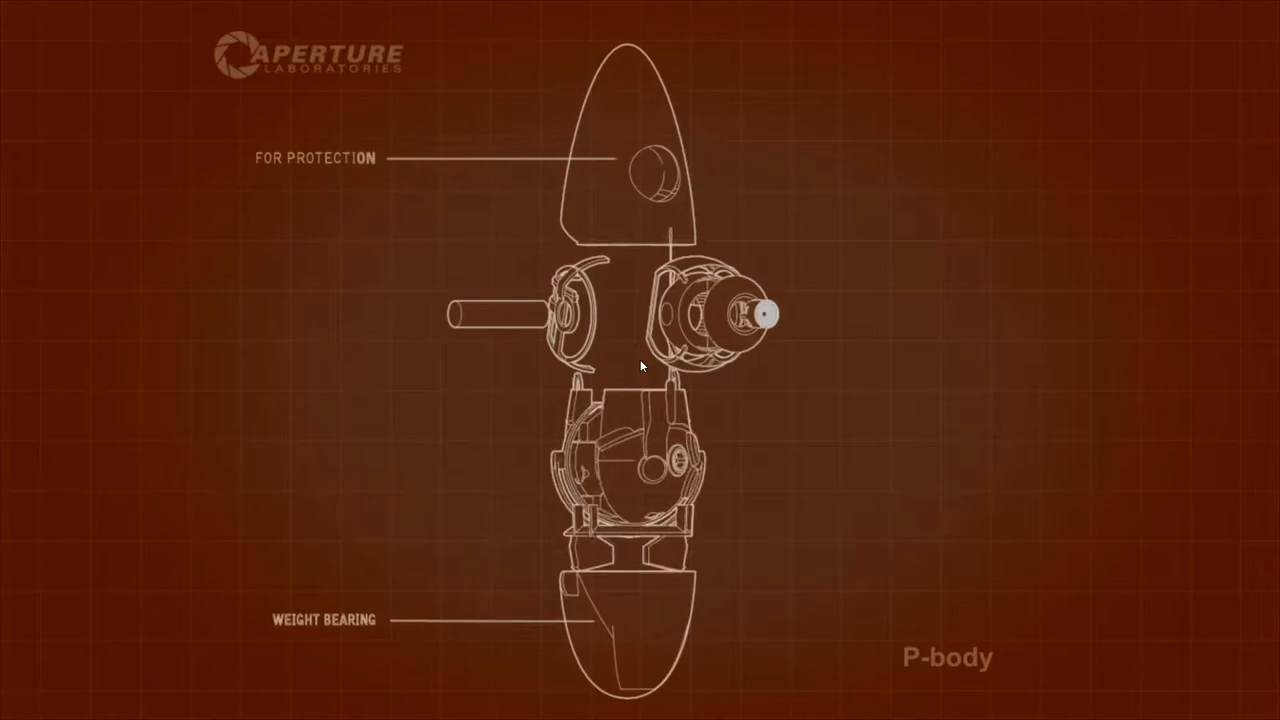 APERTURE
LABORATORIES
FOR PROTECTION
WEIGHT BEARING
P-body